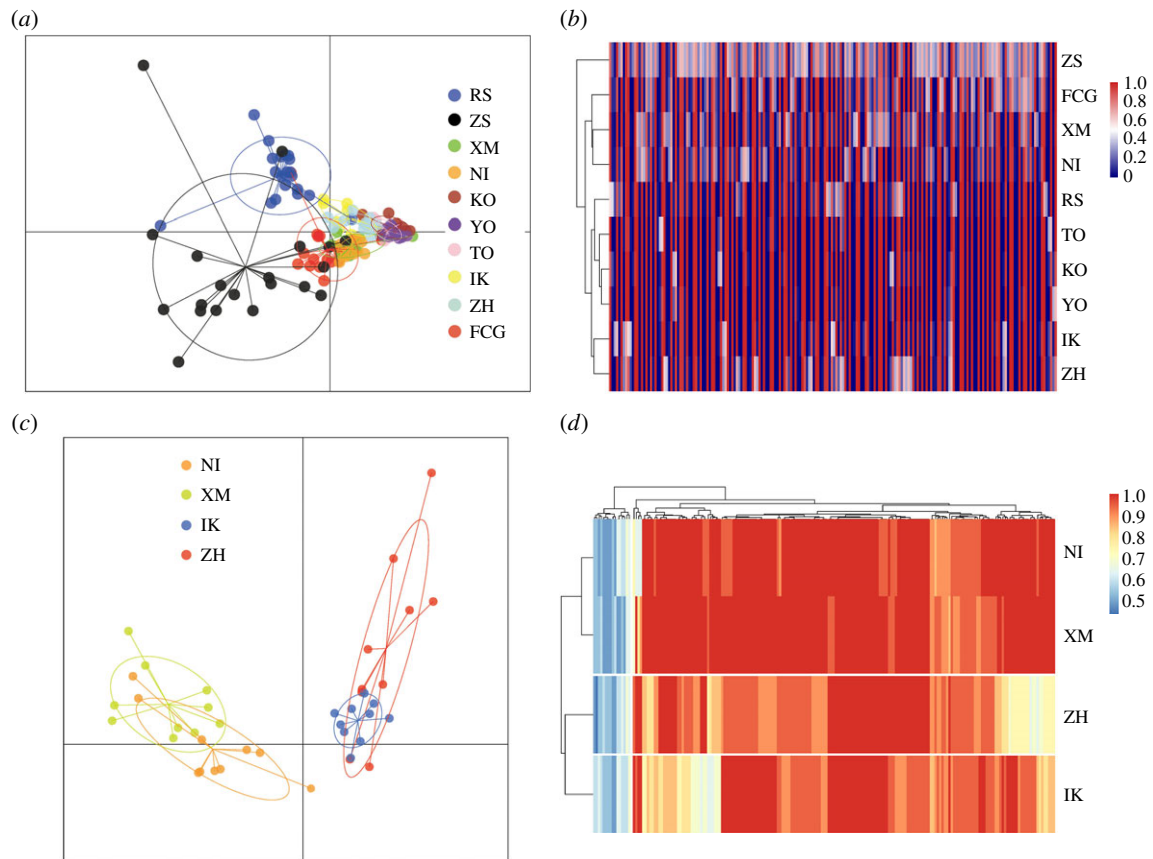 (a)
RS
ZS
XM
NI
KO
YO
TO
IK
ZH
FCG
(b)
ZS
FCG
XM
NI
RS
TO
KO
YO
IK
ZH
1.0
0.8
0.6
0.4
0.2
0
(c)
NI
XM
IK
ZH
(d)
NI
XM
ZH
IK
1.0
0.9
0.8
0.7
0.6
0.5